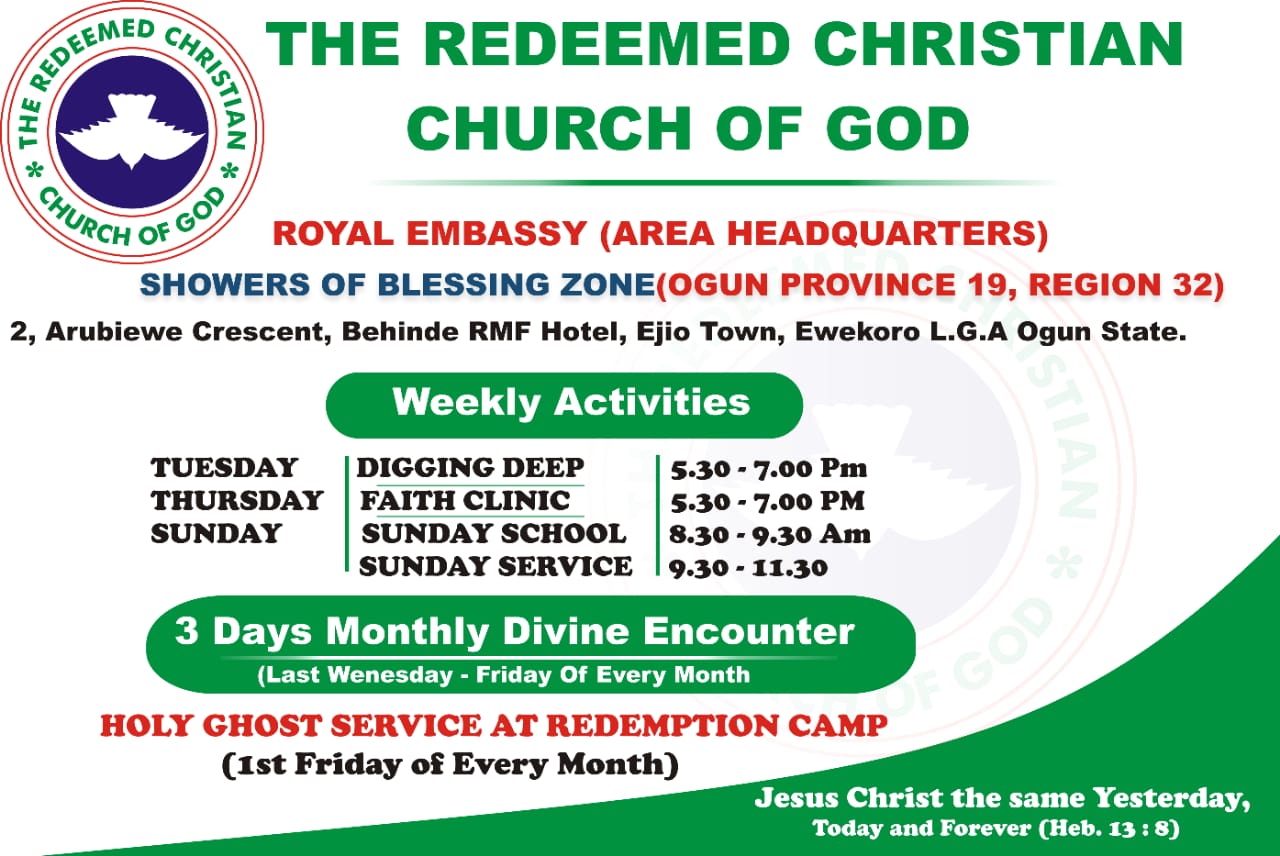 THE REDEEMED CHRISTIAN
CHURCH OF GOD
THE REDEEMED CHRISTIAN
* CHURCH OF GOD *
ROYAL EMBASSY (AREA HEADQUARTERS)
SHOWERS OF BLESSING ZONE(OGUN PROVINCE 19, REGION 32)
2, Arubiewe Crescent, Behinde RMF Hotel, Ejio Town, Ewekoro L.G.A Ogun State.
Weekly Activities
TUESDAY DIGGING DEEP 5.30 - 7.00 Pm
THURSDAY FAITH CLINIC 5.30 - 7.00 PM
SUNDAY SUNDAY SCHOOL 8.30 - 9.30 Am
SUNDAY SERVICE 9.30 - 11.30
3 Days Monthly Divine Encounter
(Last Wenesday - Friday Of Every Month
HOLY GHOST SERVICE AT REDEMPTION CAMP
(1st Friday of Every Month)
Jesus Christ the same Yesterday,
Today and Forever (Heb. 13 : 8)